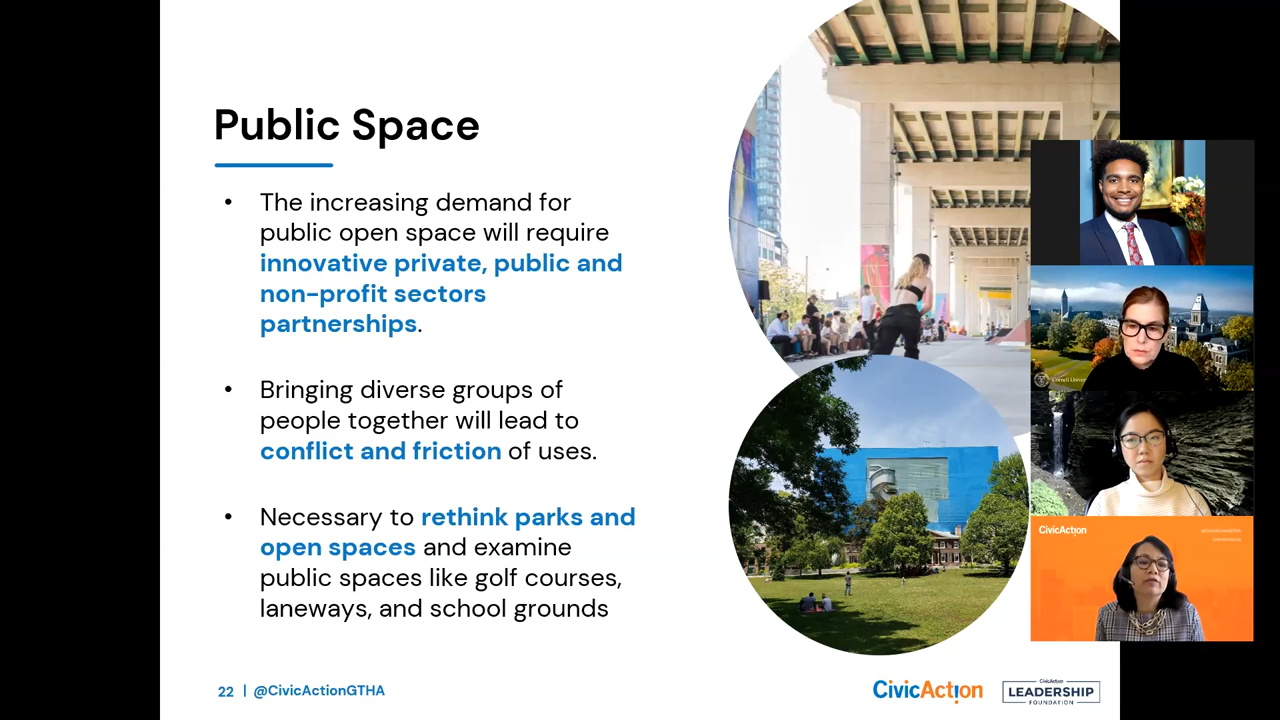 Public Space
• The increasing demand for
public open space will require
innovative private, public and
non-profit sectors
partnerships.
• Bringing diverse groups of
people together will lead to
conflict and friction of uses.
• Necessary to rethink parks and
open spaces and examine
public spaces like golf courses,
laneways, and school grounds
22 | @CivicActionGTHA
CivicAction
CivicAction
LEADERSHIP
FOUNDATION
Cornell Univer
CivicAction